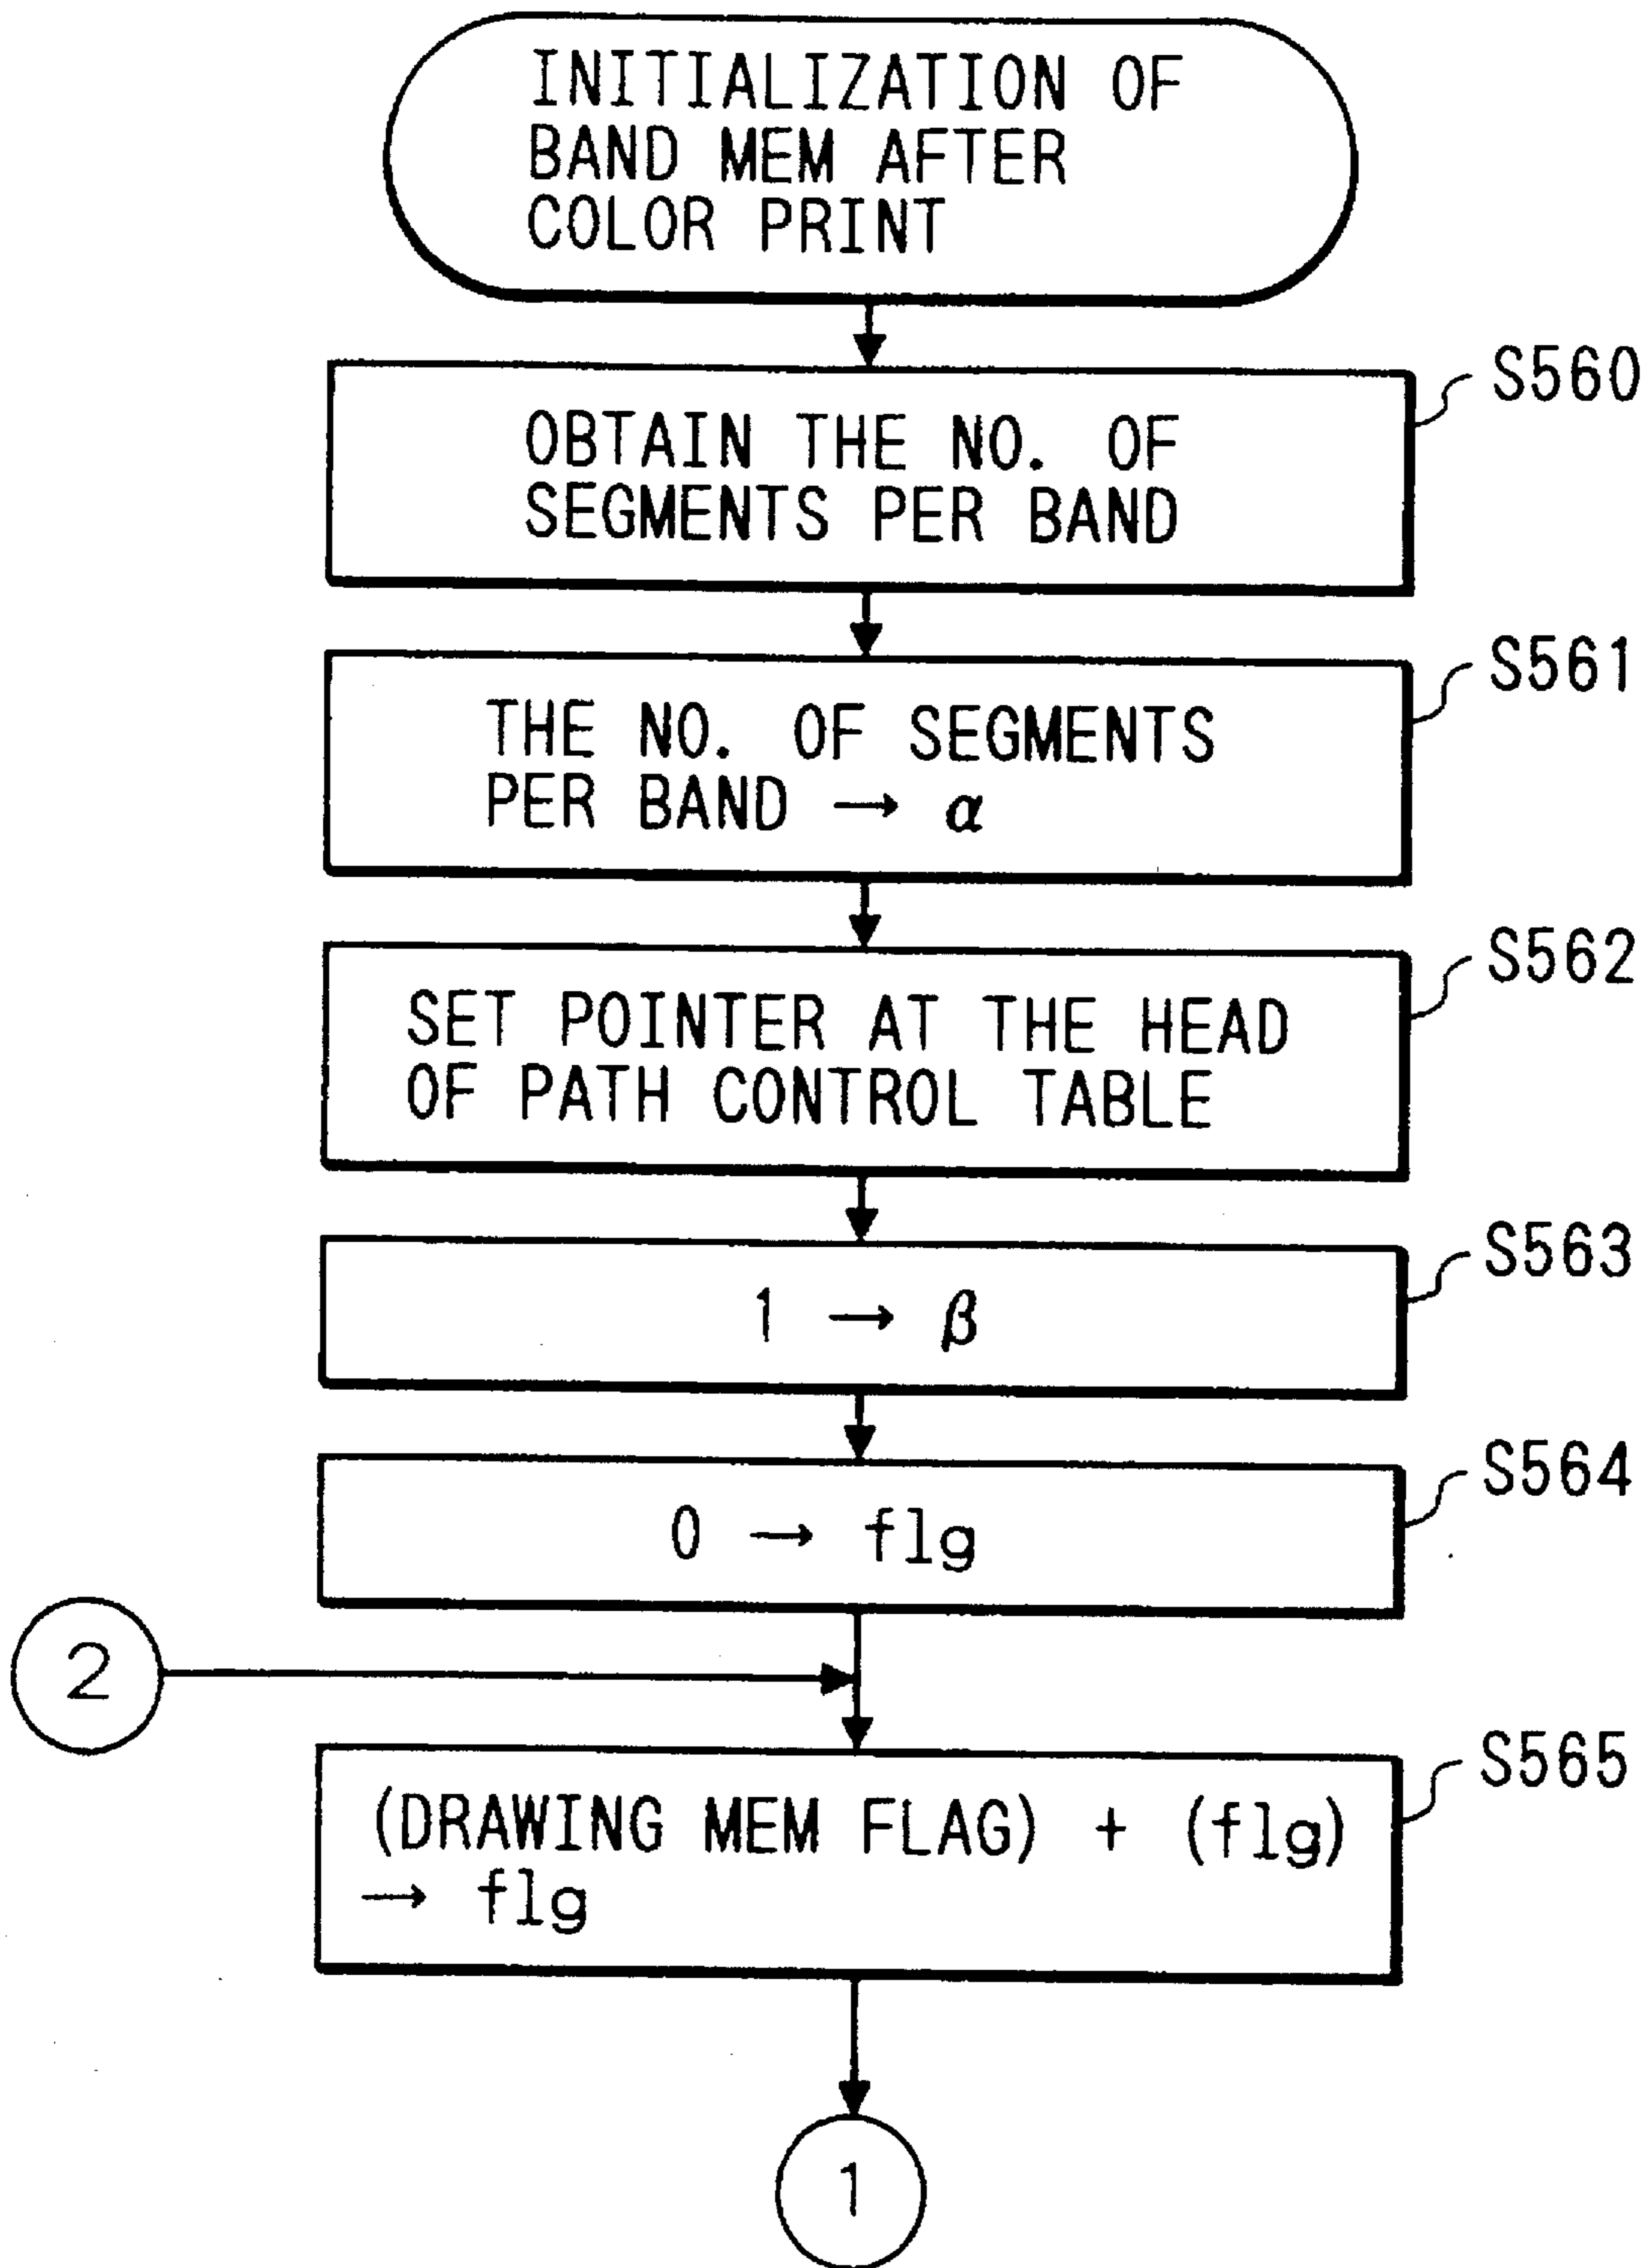 INITIALIZATION OF
BAND MEM AFTER
COLOR PRINT
S560
OBTAIN THE NO. OF
SEGMENTS PER BAND
S561
THE NO. OF SEGMENTS
PER BAND → α
S562
SET POINTER AT THE HEAD
OF PATH CONTROL TABLE
S563
1 → β
S564
0 → flg
2
S565
(DRAWING MEM FLAG) + (flg)
→ flg
1